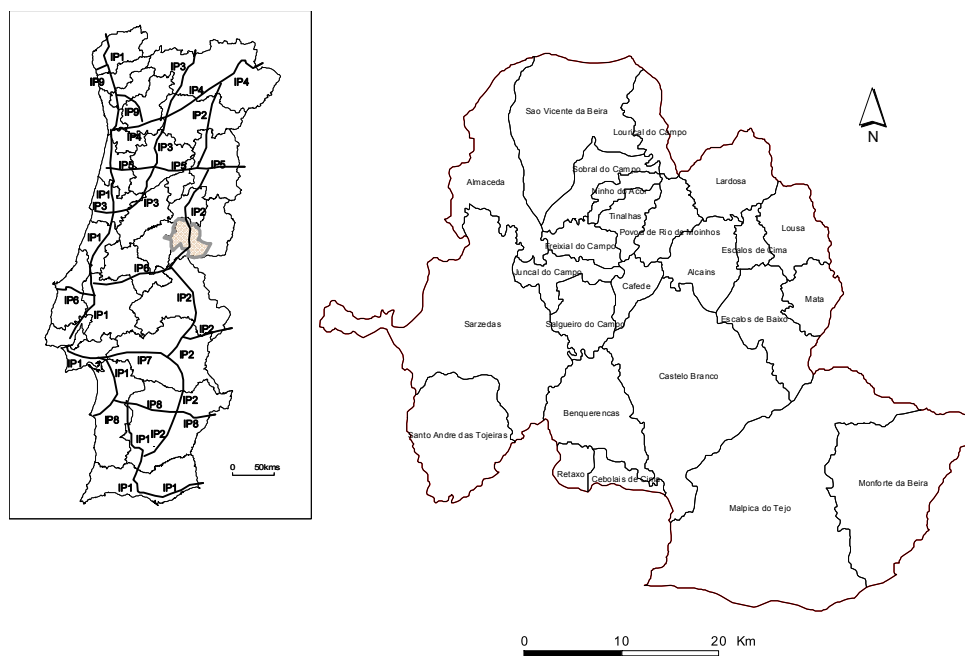 IP1
IP3
IP9
IP4
IP4
IP9
IP2
IP4
IP3
IP5
IP5
IP5
IP1
IP3
IP3
IP2
IP1
IP6
IP6
IP2
IP1
IP2
IP1
IP7
IP2
IP1
IP8
IP2
IP8
IP8
IP1
IP2
IP1
IP1
0 50kms
N
Sao Vicente da Beira
Lourical do Campo
Sobral do Campo
Almaceda
Lardosa
Ninho do Acor
Tinalhas
Povoa de Rio de Moinhos
Lousa
Freixial do Campo
Escalos de Cima
Juncal do Campo
Alcains
Cafede
Mata
Escalos de Baixo
Sarzedas
Salgueiro do Campo
Castelo Branco
Benquerencas
Santo Andre das Tojeiras
Retaxo
Cebolais de Cima
Monforte da Beira
Malpica do Tejo
0 10 20 Km